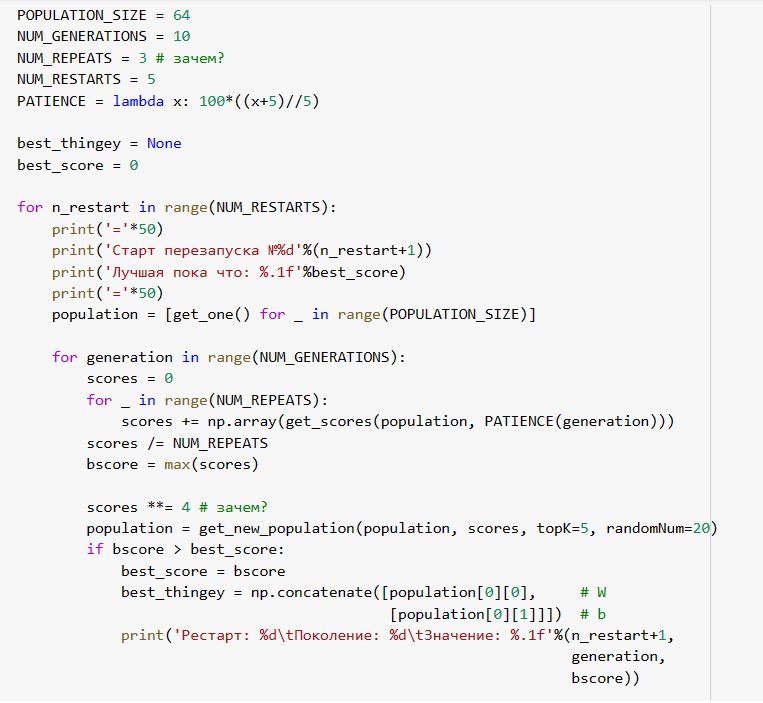 POPULATION_SIZE = 64
NUM_GENERATIONS = 10
NUM_REPEATS = 3 # зачем?
NUM_RESTARTS = 5
PATIENCE = lambda x: 100*((x+5)//5)

best_thingey = None
best_score = 0

for n_restart in range(NUM_RESTARTS):
    print('='*50)
    print('Старт перезапуска №%d'%(n_restart+1))
    print('Лучшая пока что: %.1f'%best_score)
    print('='*50)
    population = [get_one() for _ in range(POPULATION_SIZE)]

    for generation in range(NUM_GENERATIONS):
        scores = 0
        for _ in range(NUM_REPEATS):
            scores += np.array(get_scores(population, PATIENCE(generation)))
        scores /= NUM_REPEATS
        bscore = max(scores)

        scores **= 4 # зачем?
        population = get_new_population(population, scores, topK=5, randomNum=20)
        if bscore > best_score:
            best_score = bscore
            best_thingey = np.concatenate([population[0][0],     # W
                                           [population[0][1]]])  # b
            print('Рестарт: %d\tПоколение: %d\tЗначение: %.1f'%(n_restart+1,
                                                                generation,
                                                                bscore))